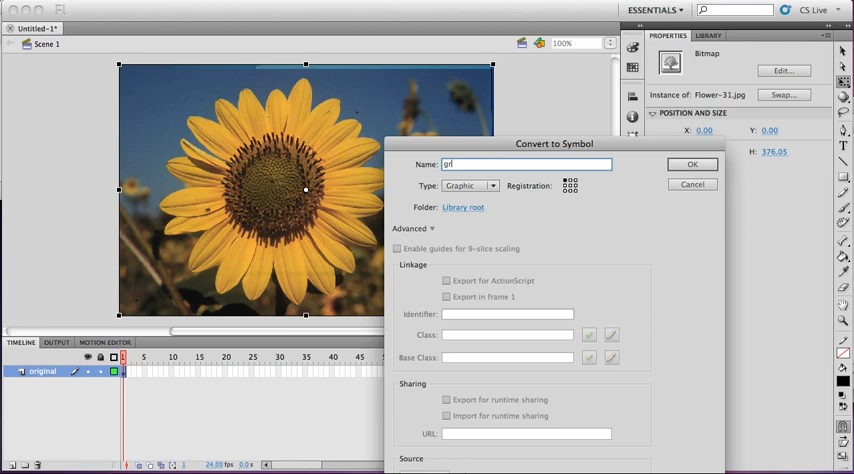 Fl
ESSENTIALS
CS Live
Untitled-1*
Scene 1
100%
PROPERTIES
LIBRARY
Bitmap
Edit...
Instance of: Flower-31.jpg
Swap...
POSITION AND SIZE
X: 0.00
Y: 0.00
H: 376.05
Convert to Symbol
Name: gr
OK
Type: Graphic
Registration:
Cancel
Folder: Library root
Advanced
Enable guides for 9-slice scaling
Linkage
Export for ActionScript
Export in frame 1
Identifier:
Class:
Base Class:
Sharing
Export for runtime sharing
Import for runtime sharing
URL:
Source
TIMELINE
OUTPUT
MOTION EDITOR
1 5 10 15 20 25 30 35 40 45
original
1 24.00 fps 0.0 s